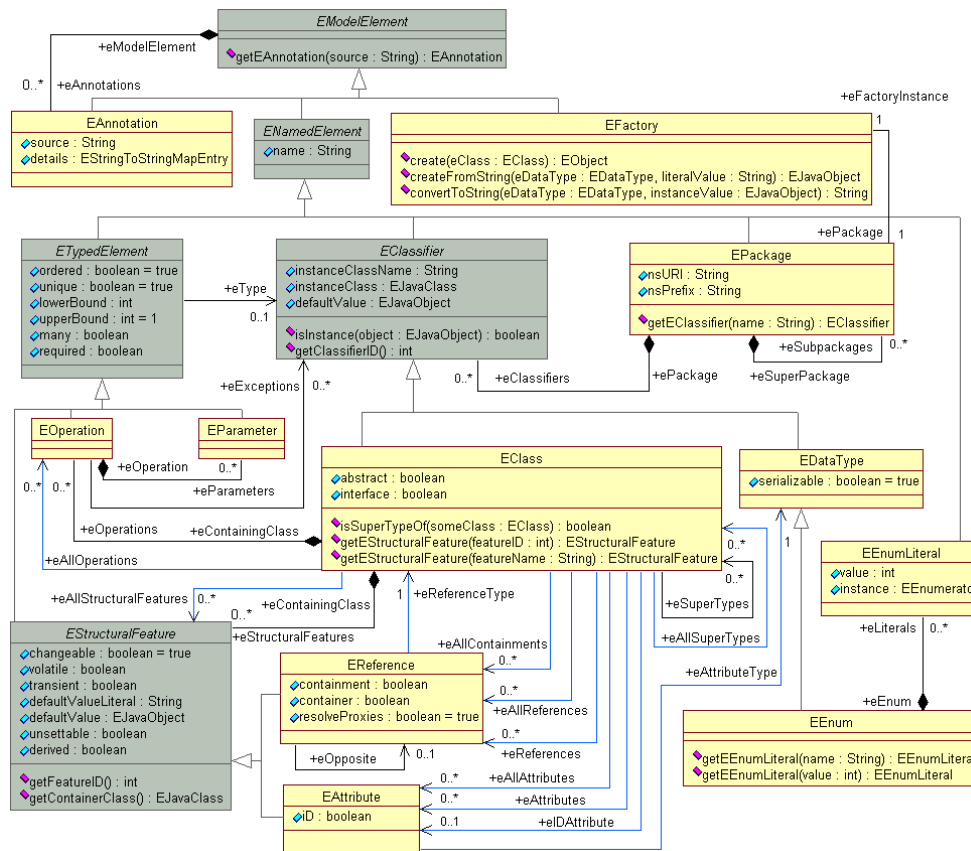 EModelElement
getEAnnotation(source : String) : EAnnotation
+eModelElement
0..*
+eAnnotations
+eFactoryInstance
1
EAnnotation
source : String
details : EStringToStringMapEntry
ENamedElement
name : String
EFactory
create(eClass : EClass) : EObject
createFromString(eDataType : EDataType, literalValue : String) : EJavaObject
convertToString(eDataType : EDataType, instanceValue : EJavaObject) : String
+ePackage
1
ETypedElement
ordered : boolean = true
unique : boolean = true
lowerBound : int
upperBound : int = 1
many : boolean
required : boolean
+eType
0..1
EClassifier
instanceClassName : String
instanceClass : EJavaClass
defaultValue : EJavaObject
isInstance(object : EJavaObject) : boolean
getClassifierID() : int
EPackage
nsURI : String
nsPrefix : String
getEClassifier(name : String) : EClassifier
+eSubpackages
0..*
+eSuperPackage
+eExceptions
0..*
0..*
+eClassifiers
+ePackage
EOperation
EParameter
+eOperation
0..*
+eParameters
0..*
0..*
+eOperations
+eContainingClass
+eAllOperations
EClass
abstract : boolean
interface : boolean
isSuperTypeOf(someClass : EClass) : boolean
getEStructuralFeature(featureID : int) : EStructuralFeature
getEStructuralFeature(featureName : String) : EStructuralFeature
EDataType
serializable : boolean = true
0..*
1
0..*
+eSuperTypes
+eAllSuperTypes
EEnumLiteral
value : int
instance : EEnumerato
+eLiterals
0..*
+eAllStructuralFeatures
0..*
+eContainingClass
0..*
+eStructuralFeatures
1
+eReferenceType
+eAllContainments
0..*
+eAttributeType
EStructuralFeature
changeable : boolean = true
volatile : boolean
transient : boolean
defaultValueLiteral : String
defaultValue : EJavaObject
unsettable : boolean
derived : boolean
getFeatureID() : int
getContainerClass() : EJavaClass
EReference
containment : boolean
container : boolean
resolveProxies : boolean = true
0..*
+eAllReferences
0..*
+eReferences
+eOpposite
0..1
+eEnum
EEnum
getEEnumLiteral(name : String) : EEnumLiteral
getEEnumLiteral(value : int) : EEnumLiteral
+eAllAttributes
0..*
+eAttributes
0..*
0..1
+eIDAttribute
EAttribute
iD : boolean